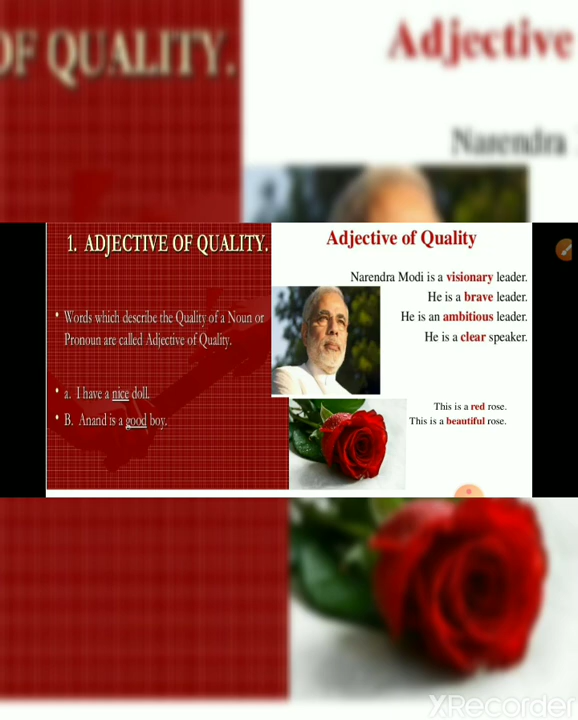 OF QUALITY.
Adjective
Narendra
1. ADJECTIVE OF QUALITY.
• Words which describe the Quality of a Noun or
Pronoun are called Adjective of Quality.
• a. I have a nice doll.
• B. Anand is a good boy.
Adjective of Quality
Narendra Modi is a visionary leader.
He is a brave leader.
He is an ambitious leader.
He is a clear speaker.
This is a red rose.
This is a beautiful rose.
XRecorder